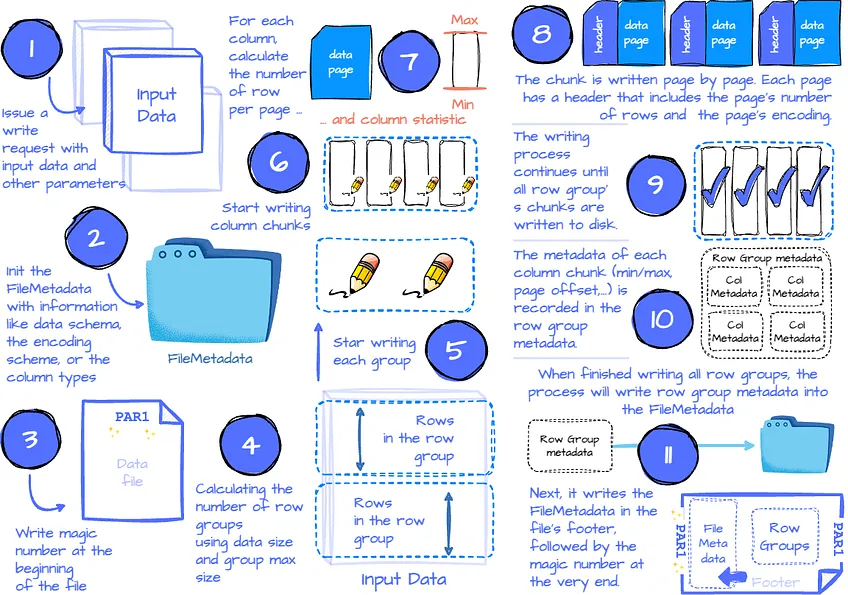 1
Input
Data
Issue a
write
request with
input data and
other parameters
2
Init the
FileMetadata
with information
like data schema,
the encoding
scheme, or the
column types
FileMetadata
3
PAR1
Data
file
Write magic
number at the
beginning
of the file
4
Calculating the
number of row
groups
using data size
and group max
size
Rows
in the row
group
Rows
in the row
group
Input Data
5
Star writing
each group
6
Start writing
column chunks
For each
column,
calculate
the number
of row
per page ...
data
page
7
Max
Min
... and column statistic
8
header
data
page
header
data
page
header
data
page
The chunk is written page by page. Each page
has a header that includes the page's number
of rows and the page's encoding.
The writing
process
continues until
all row group'
s chunks are
written to disk.
9
The metadata of each
column chunk (min/max,
page offset,...) is
recorded in the
row group
metadata.
10
Row Group metadata
Col
Metadata
Col
Metadata
Col
Metadata
Col
Metadata
When finished writing all row groups, the
process will write row group metadata into
the FileMetadata
Row Group
metadata
11
Next, it writes the
FileMetadata in the
file's footer,
followed by the
magic number at
the very end.
PAR1
File
Meta
data
Row
Groups
PAR1
Footer